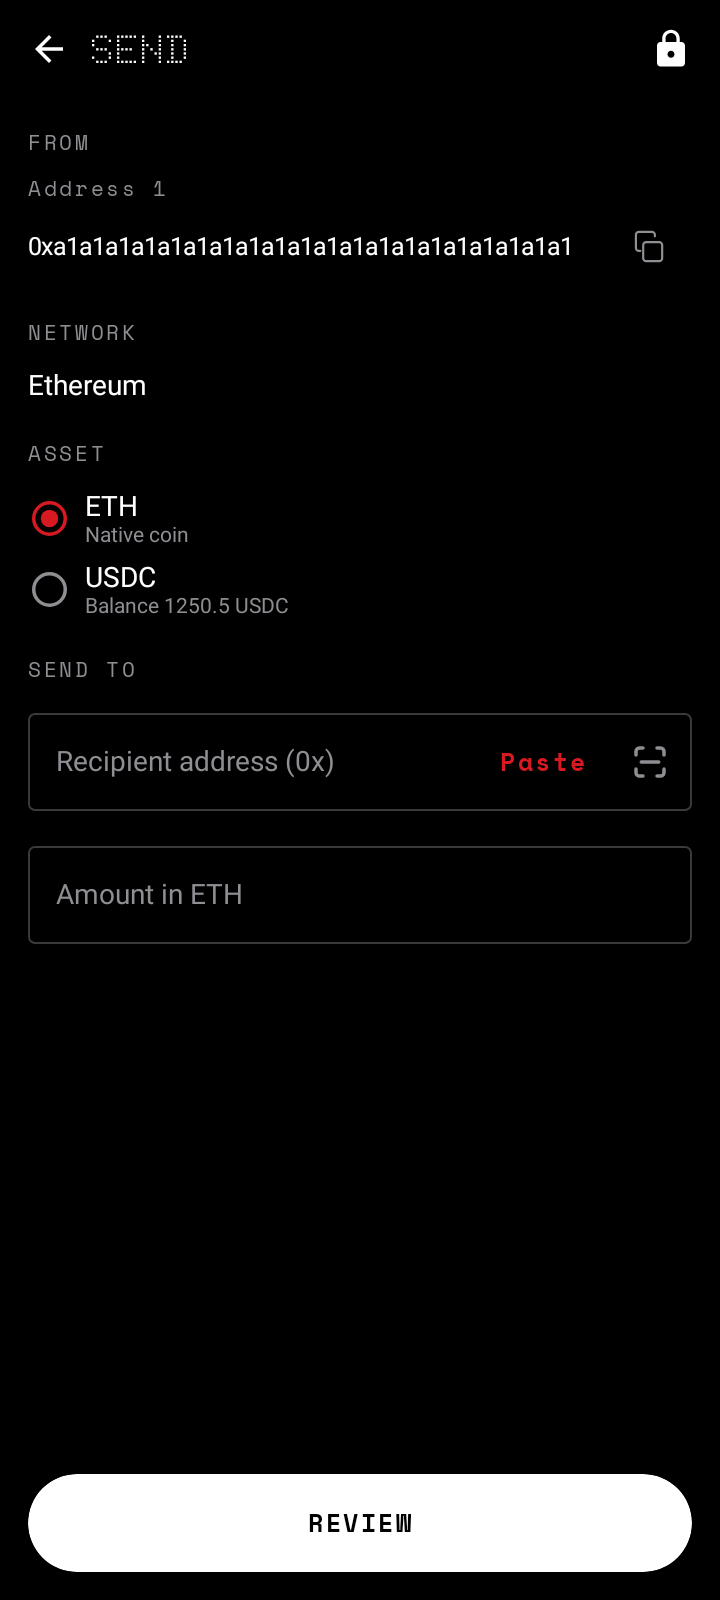 SEND
FROM
Address 1
0xa1a1a1a1a1a1a1a1a1a1a1a1a1a1a1a1a1a1a1a1
NETWORK
Ethereum
ASSET
ETH
Native coin
USDC
Balance 1250.5 USDC
SEND TO
Recipient address (0x)
Paste
Amount in ETH
REVIEW